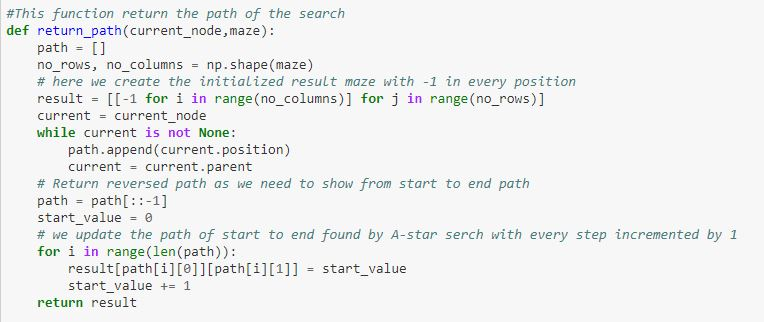 #This function return the path of the search
def return_path(current_node,maze):
    path = []
    no_rows, no_columns = np.shape(maze)
    # here we create the initialized result maze with -1 in every position
    result = [[-1 for i in range(no_columns)] for j in range(no_rows)]
    current = current_node
    while current is not None:
        path.append(current.position)
        current = current.parent
    # Return reversed path as we need to show from start to end path
    path = path[::-1]
    start_value = 0
    # we update the path of start to end found by A-star serch with every step incremented by 1
    for i in range(len(path)):
        result[path[i][0]][path[i][1]] = start_value
        start_value += 1
    return result